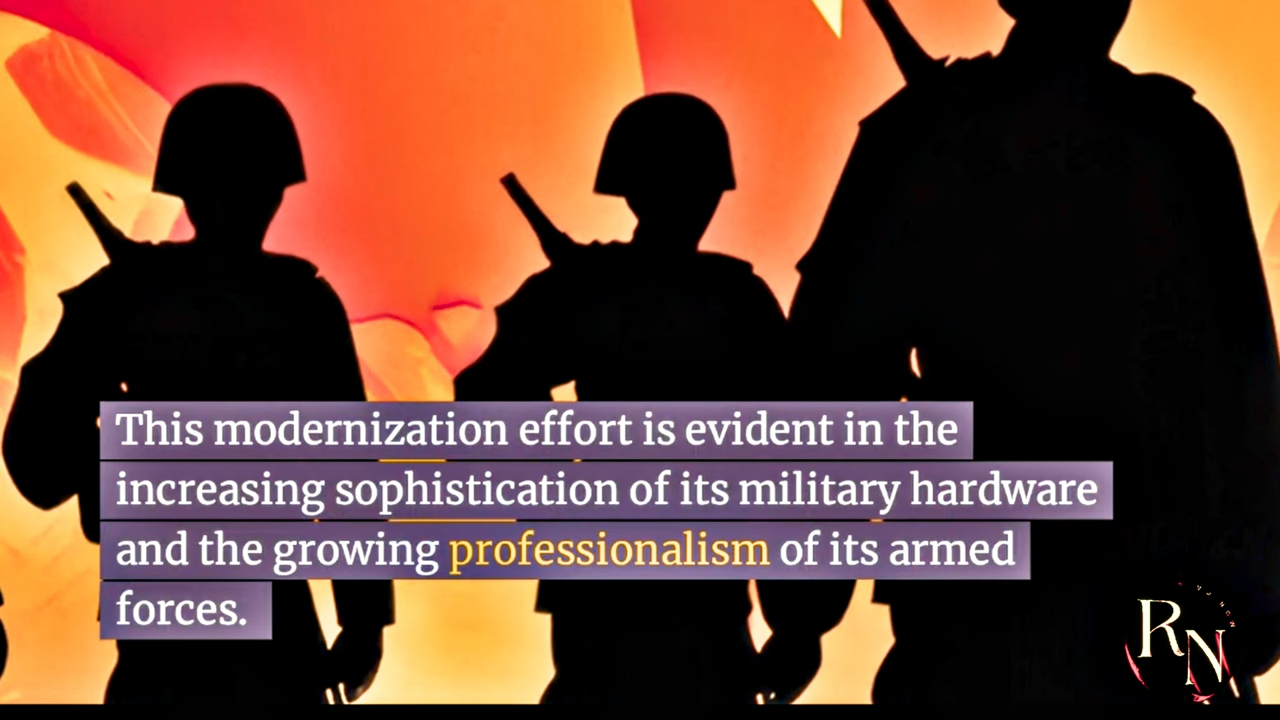 This modernization effort is evident in the
increasing sophistication of its military hardware
and the growing professionalism of its armed
forces.
RN